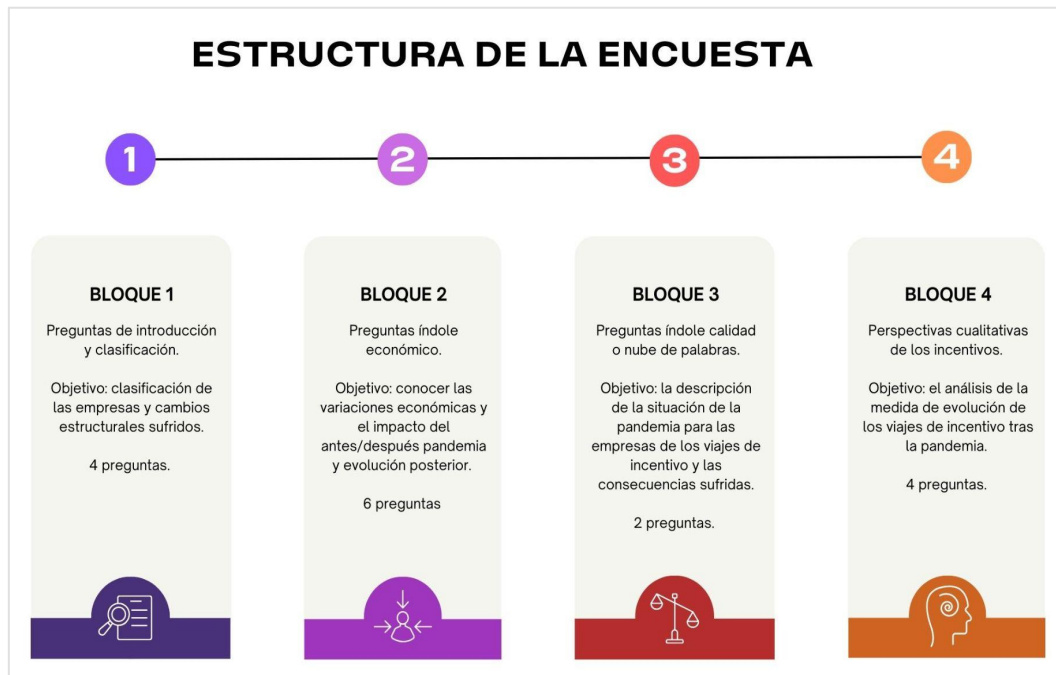 ESTRUCTURA DE LA ENCUESTA
1
2
3
4
BLOQUE 1
Preguntas de introducción
y clasificación.
Objetivo: clasificación de
las empresas y cambios
estructurales sufridos.
4 preguntas.
BLOQUE 2
Preguntas índole
económico.
Objetivo: conocer las
variaciones económicas y
el impacto del
antes/después pandemia
y evolución posterior.
6 preguntas
BLOQUE 3
Preguntas índole calidad
o nube de palabras.
Objetivo: la descripción
de la situación de la
pandemia para las
empresas de los viajes de
incentivo y las
consecuencias sufridas.
2 preguntas.
BLOQUE 4
Perspectivas cualitativas
de los incentivos.
Objetivo: el análisis de la
medida de evolución de
los viajes de incentivo tras
la pandemia.
4 preguntas.